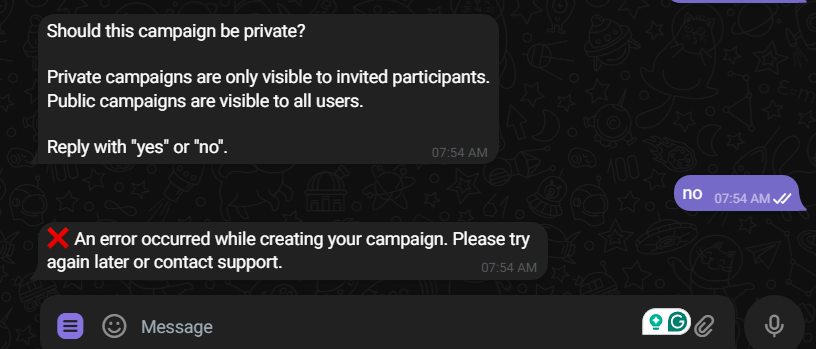 Should this campaign be private?
Private campaigns are only visible to invited participants.
Public campaigns are visible to all users.
Reply with "yes" or "no".
07:54 AM
no 07:54 AM
❌ An error occurred while creating your campaign. Please try
again later or contact support.
07:54 AM
Message